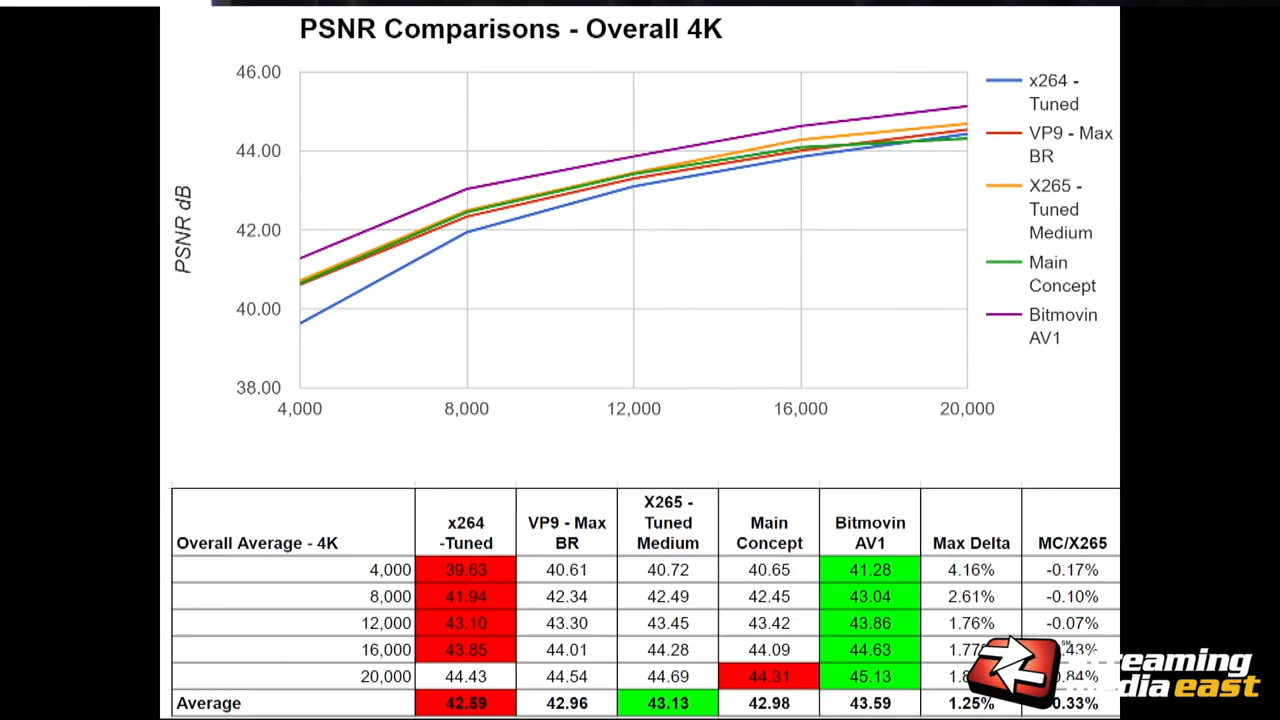 PSNR Comparisons - Overall 4K
PSNR dB
46.00
44.00
42.00
40.00
38.00
4,000 8,000 12,000 16,000 20,000
x264 -
Tuned
VP9 - Max
BR
X265 -
Tuned
Medium
Main
Concept
Bitmovin
AV1
Overall Average - 4K x264 -Tuned VP9 - Max BR X265 - Tuned Medium Main Concept Bitmovin AV1 Max Delta MC/X265
4,000 39.63 40.61 40.72 40.65 41.28 4.16% -0.17%
8,000 41.94 42.34 42.49 42.45 43.04 2.61% -0.10%
12,000 43.10 43.30 43.45 43.42 43.86 1.76% -0.07%
16,000 43.85 44.01 44.28 44.09 44.63
20,000 44.43 44.54 44.69 44.31 45.13
Average 42.59 42.96 43.13 42.98 43.59 1.25%
Streaming
Media east